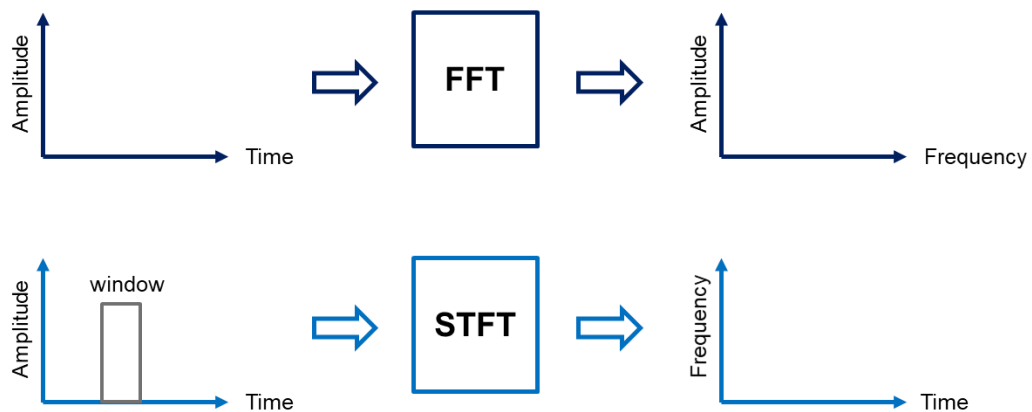 Amplitude
Time
FFT
Amplitude
Frequency
Amplitude
window
Time
STFT
Frequency
Time